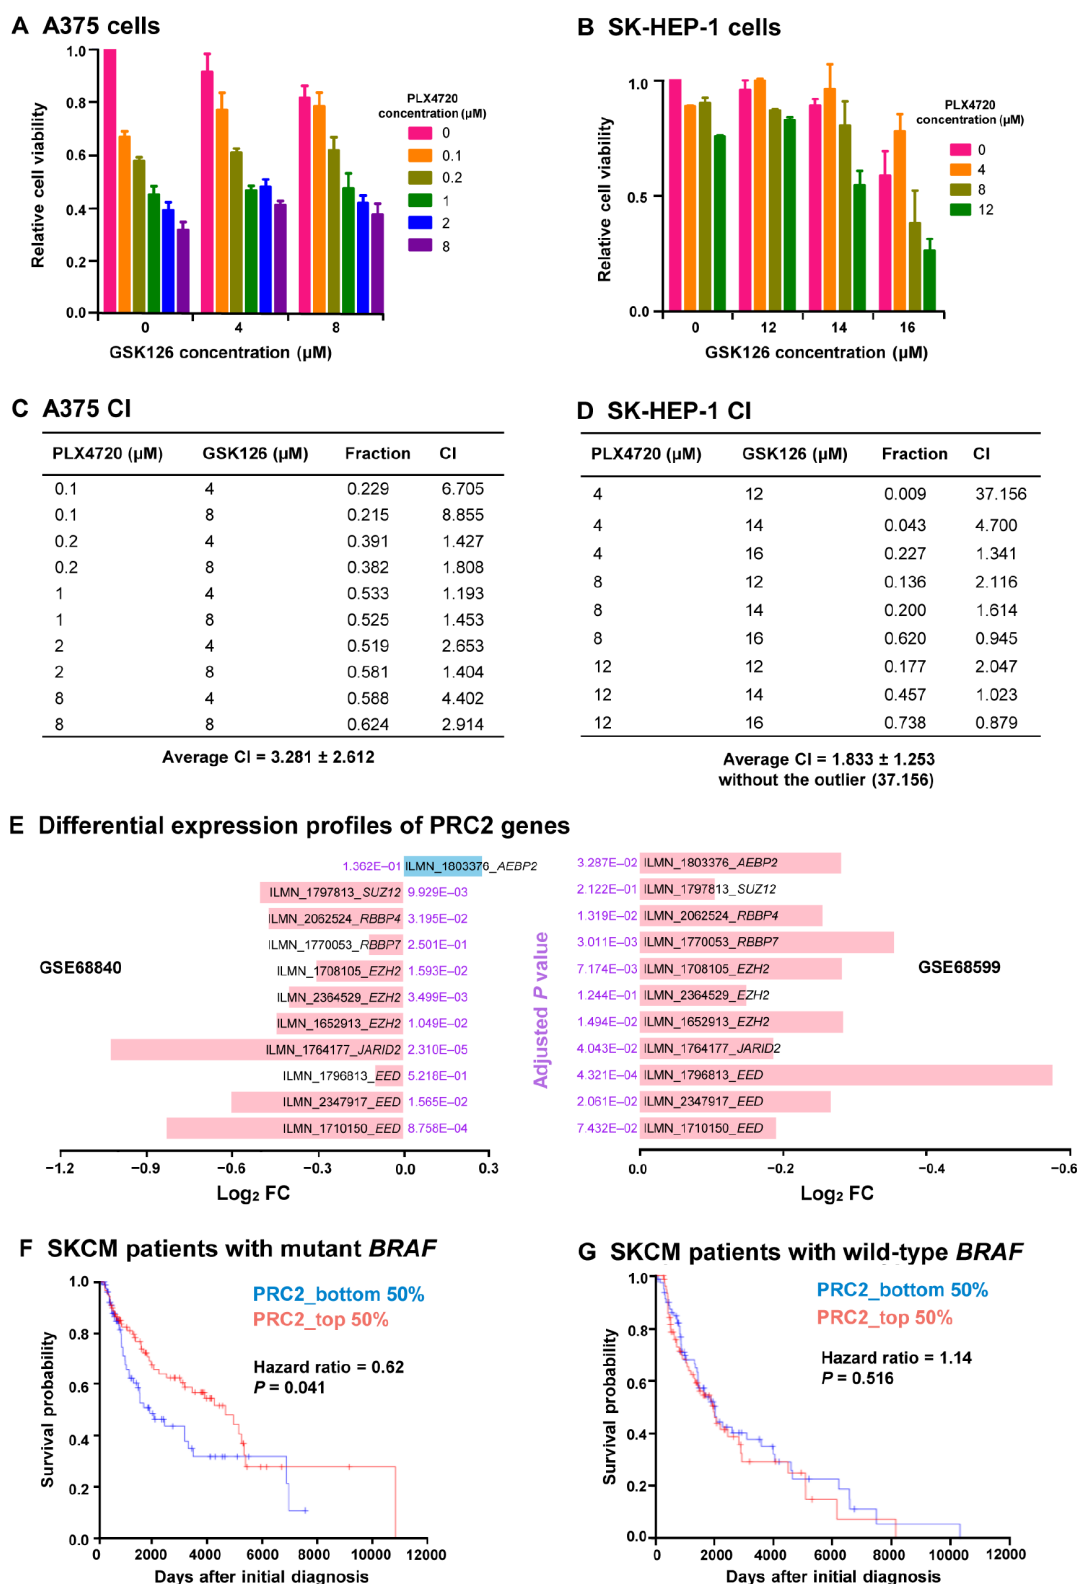 A A375 cells
1.0
0.8
0.6
0.4
0.2
0.0
Relative cell viability
PLX4720
concentration (μM)
0
0.1
0.2
1
2
8
0 4 8
GSK126 concentration (μM)
B SK-HEP-1 cells
1.0
0.5
0.0
Relative cell viability
PLX4720
concentration (μM)
0
4
8
12
0 12 14 16
GSK126 concentration (μM)
C A375 CI
PLX4720 (μM) GSK126 (μM) Fraction CI
0.1 4 0.229 6.705
0.1 8 0.215 8.855
0.2 4 0.391 1.427
0.2 8 0.382 1.808
1 4 0.533 1.193
1 8 0.525 1.453
2 4 0.519 2.653
2 8 0.581 1.404
8 4 0.588 4.402
8 8 0.624 2.914
Average CI = 3.281 ± 2.612
D SK-HEP-1 CI
PLX4720 (μM) GSK126 (μM) Fraction CI
4 12 0.009 37.156
4 14 0.043 4.700
4 16 0.227 1.341
8 12 0.136 2.116
8 14 0.200 1.614
8 16 0.620 0.945
12 12 0.177 2.047
12 14 0.457 1.023
12 16 0.738 0.879
Average CI = 1.833 ± 1.253
without the outlier (37.156)
E Differential expression profiles of PRC2 genes
GSE68840
1.362E–01 ILMN_1803376_AEBP2
ILMN_1797813_SUZ12 9.929E–03
ILMN_2062524_RBBP4 3.195E–02
ILMN_1770053_RBBP7 2.501E–01
ILMN_1708105_EZH2 1.593E–02
ILMN_2364529_EZH2 3.499E–03
ILMN_1652913_EZH2 1.049E–02
ILMN_1764177_JARID2 2.310E–05
ILMN_1796813_EED 5.218E–01
ILMN_2347917_EED 1.565E–02
ILMN_1710150_EED 8.758E–04
−1.2 −0.9 −0.6 −0.3 0.0 0.3
Log2 FC
Adjusted P value
3.287E–02 ILMN_1803376_AEBP2
2.122E–01 ILMN_1797813_SUZ12
1.319E–02 ILMN_2062524_RBBP4
3.011E–03 ILMN_1770053_RBBP7
7.174E–03 ILMN_1708105_EZH2
1.244E–01 ILMN_2364529_EZH2
1.494E–02 ILMN_1652913_EZH2
4.043E–02 ILMN_1764177_JARID2
4.321E–04 ILMN_1796813_EED
2.061E–02 ILMN_2347917_EED
7.432E–02 ILMN_1710150_EED
GSE68599
0.0 −0.2 −0.4 −0.6
Log2 FC
F SKCM patients with mutant BRAF
1.0
0.8
0.6
0.4
0.2
0.0
Survival probability
PRC2_bottom 50%
PRC2_top 50%
Hazard ratio = 0.62
P = 0.041
0 2000 4000 6000 8000 10000 12000
Days after initial diagnosis
G SKCM patients with wild-type BRAF
1.0
0.8
0.6
0.4
0.2
0.0
Survival probability
PRC2_bottom 50%
PRC2_top 50%
Hazard ratio = 1.14
P = 0.516
0 2000 4000 6000 8000 10000 12000
Days after initial diagnosis